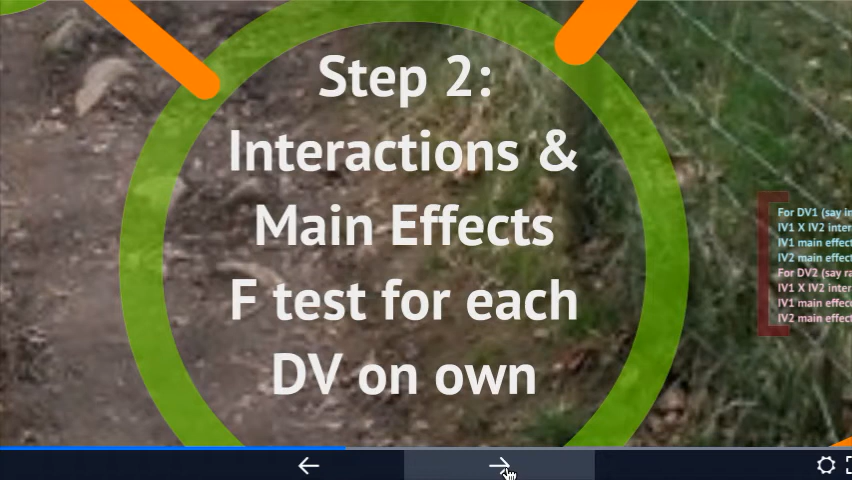 Step 2:
Interactions &
Main Effects
F test for each
DV on own
For DV1 (say
IV1 X IV2
IV1 main
IV2 main
For DV2 (say
IV1 X IV2
IV1 main
IV2 main